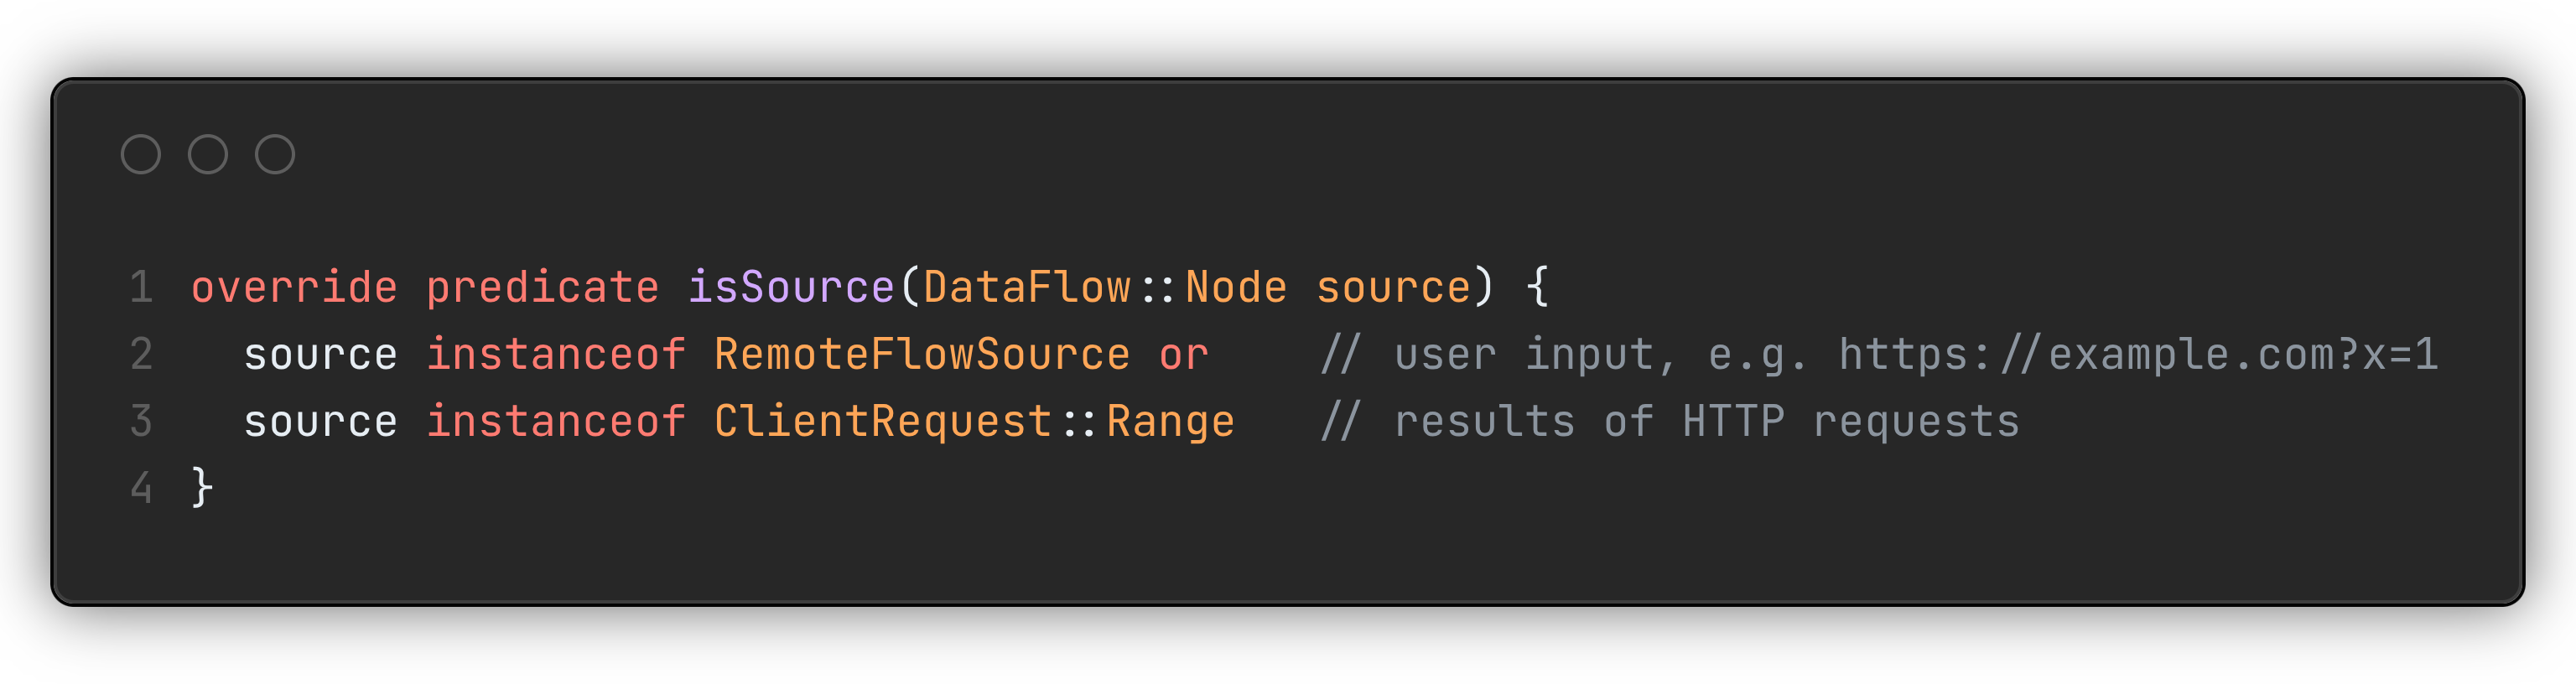 1 override predicate isSource(DataFlow::Node source) {
2   source instanceof RemoteFlowSource or    // user input, e.g. https://example.com?x=1
3   source instanceof ClientRequest::Range   // results of HTTP requests
4 }